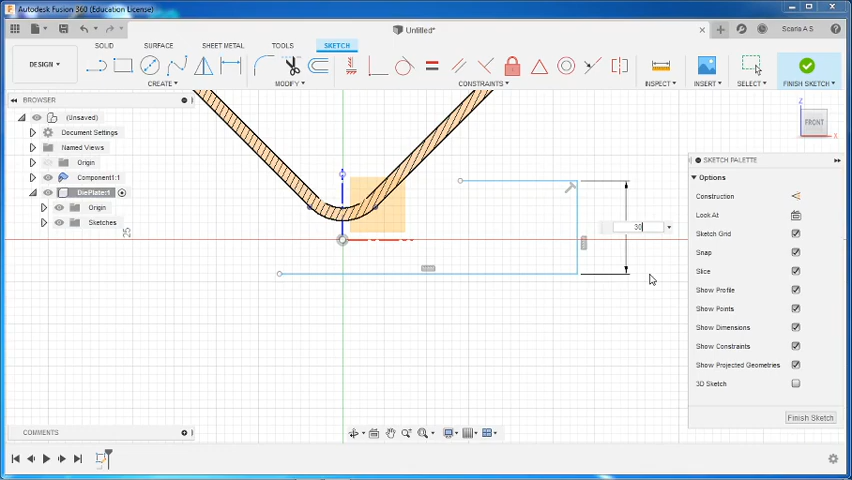 Autodesk Fusion 360 (Education License)
Untitled*
Scaria A S
SOLID SURFACE SHEET METAL TOOLS SKETCH
DESIGN
CREATE MODIFY CONSTRAINTS INSPECT INSERT SELECT FINISH SKETCH
BROWSER
(Unsaved)
Document Settings
Named Views
Origin
Component1:1
DiePlate:1
Origin
Sketches
25
30
Z
FRONT
X
SKETCH PALETTE
Options
Construction
Look At
Sketch Grid
Snap
Slice
Show Profile
Show Points
Show Dimensions
Show Constraints
Show Projected Geometries
3D Sketch
Finish Sketch
COMMENTS